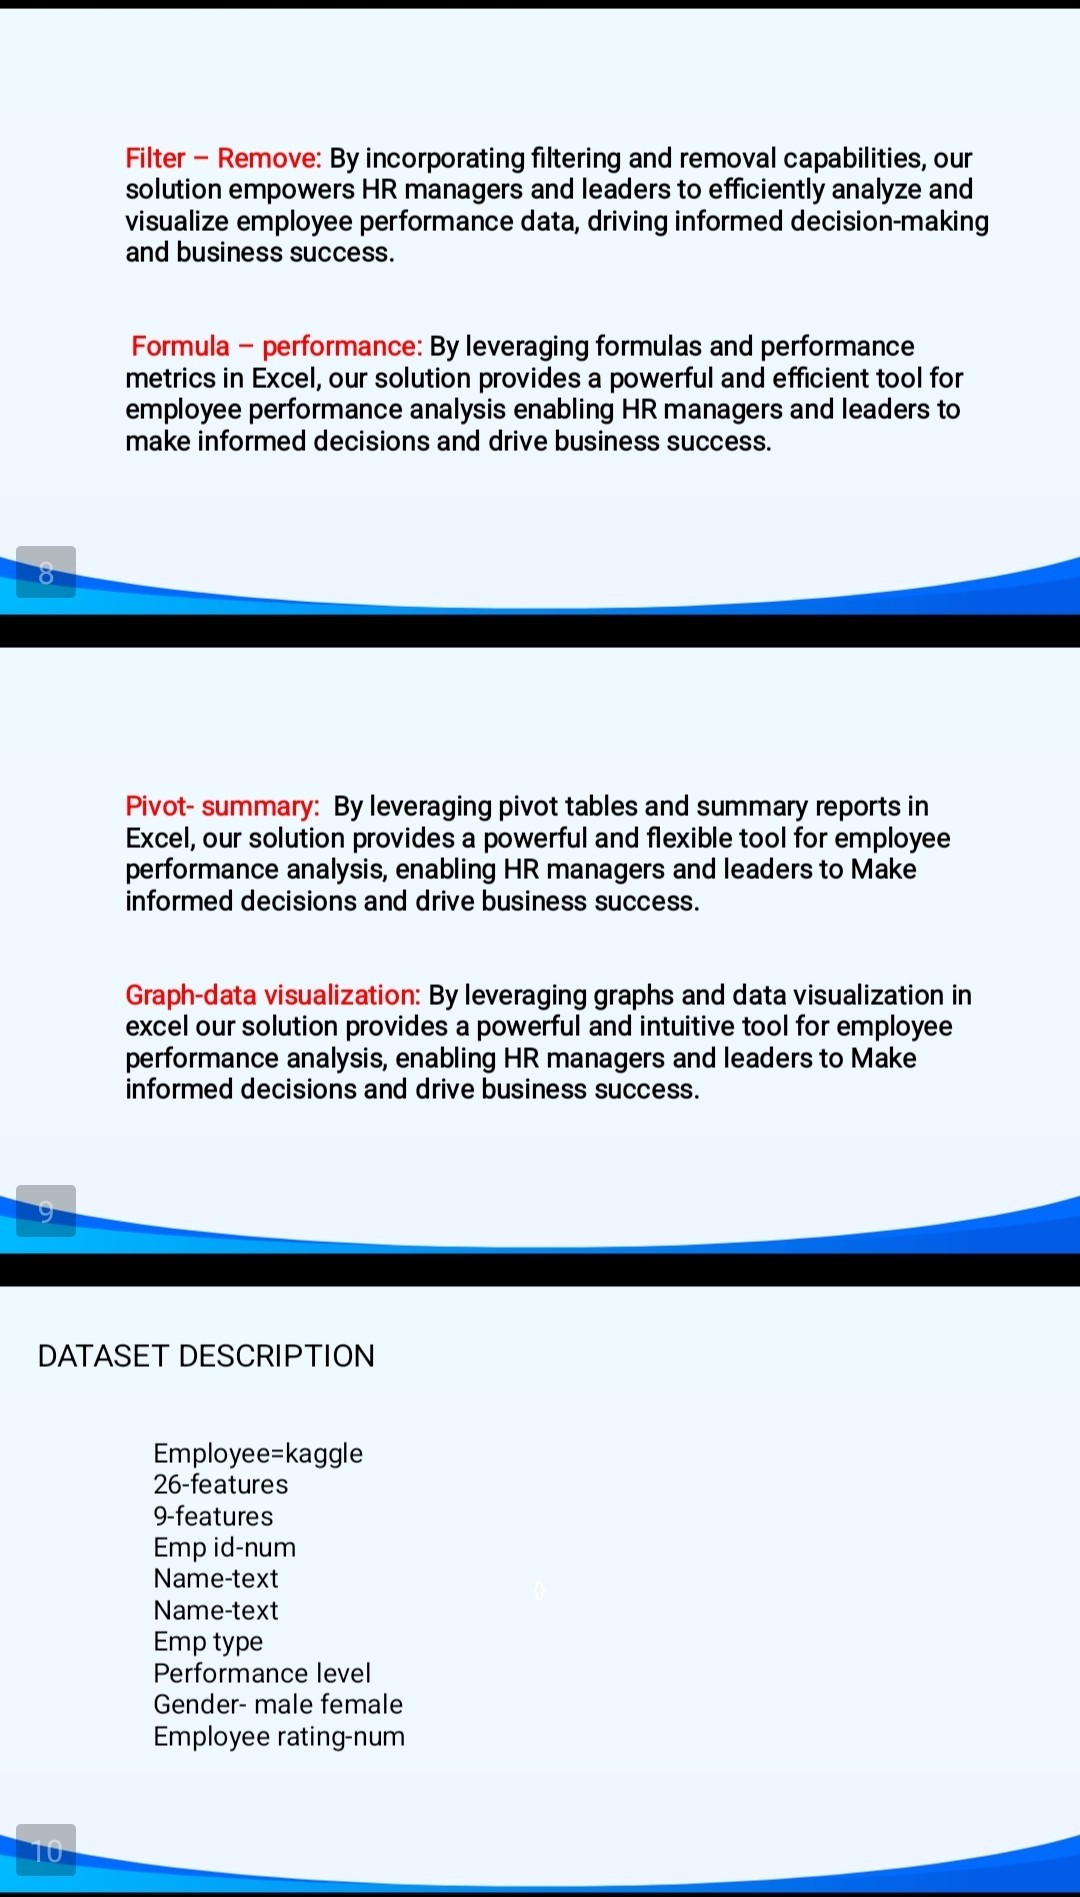 Filter – Remove: By incorporating filtering and removal capabilities, our
solution empowers HR managers and leaders to efficiently analyze and
visualize employee performance data, driving informed decision-making
and business success.
Formula – performance: By leveraging formulas and performance
metrics in Excel, our solution provides a powerful and efficient tool for
employee performance analysis enabling HR managers and leaders to
make informed decisions and drive business success.
8
Pivot- summary:  By leveraging pivot tables and summary reports in
Excel, our solution provides a powerful and flexible tool for employee
performance analysis, enabling HR managers and leaders to Make
informed decisions and drive business success.
Graph-data visualization: By leveraging graphs and data visualization in
excel our solution provides a powerful and intuitive tool for employee
performance analysis, enabling HR managers and leaders to Make
informed decisions and drive business success.
9
DATASET DESCRIPTION
Employee=kaggle
26-features
9-features
Emp id-num
Name-text
Name-text
Emp type
Performance level
Gender- male female
Employee rating-num
10